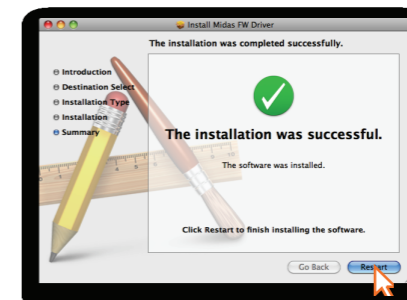 Install Midas FW Driver
The installation was completed successfully.
Introduction
Destination Select
Installation Type
Installation
Summary
The installation was successful.
The software was installed.
Click Restart to finish installing the software.
Go Back
Restart